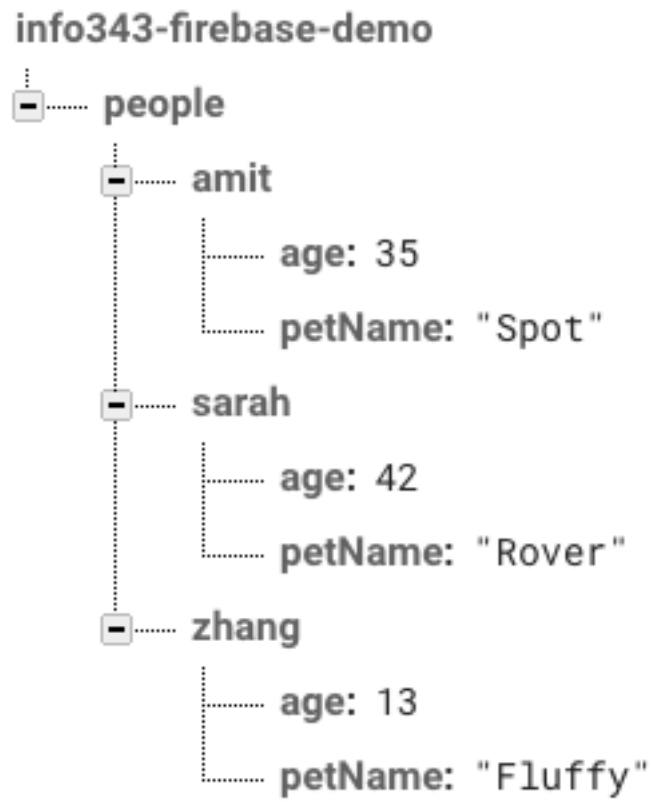 info343-firebase-demo
people
amit
age: 35
petName: "Spot"
sarah
age: 42
petName: "Rover"
zhang
age: 13
petName: "Fluffy"